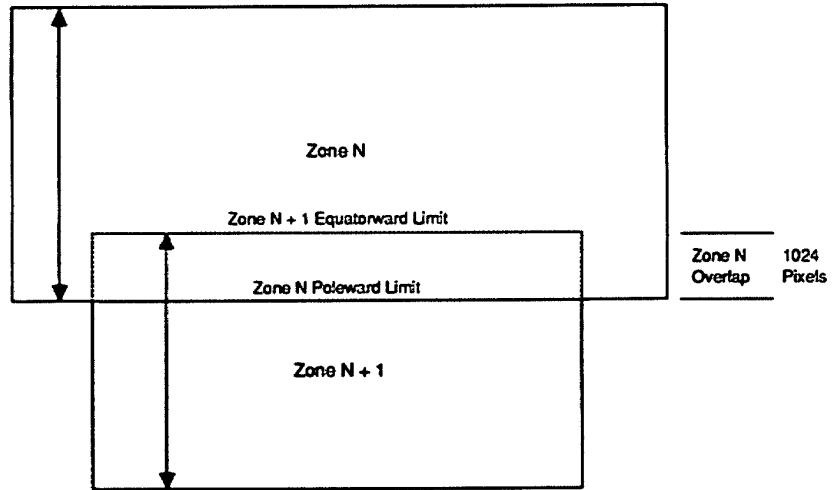 Zone N
Zone N + 1 Equatorward Limit
Zone N 1024
Overlap Pixels
Zone N Poleward Limit
Zone N + 1